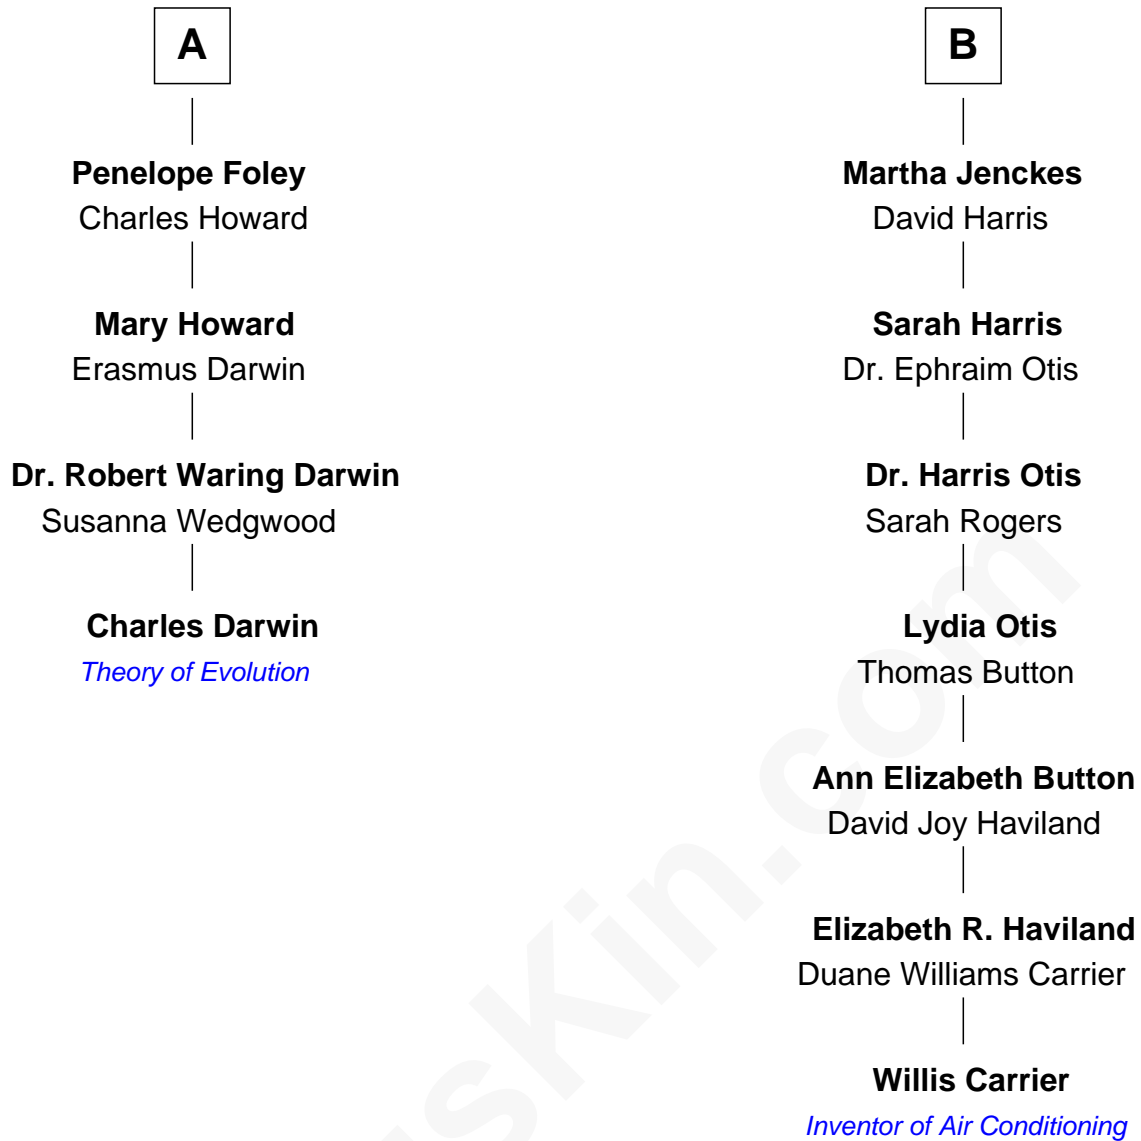 A
Penelope Foley
Charles Howard
Mary Howard
Erasmus Darwin
Dr. Robert Waring Darwin
Susanna Wedgwood
Charles Darwin
Theory of Evolution
B
Martha Jenckes
David Harris
Sarah Harris
Dr. Ephraim Otis
Dr. Harris Otis
Sarah Rogers
Lydia Otis
Thomas Button
Ann Elizabeth Button
David Joy Haviland
Elizabeth R. Haviland
Duane Williams Carrier
Willis Carrier
Inventor of Air Conditioning
sKin.com